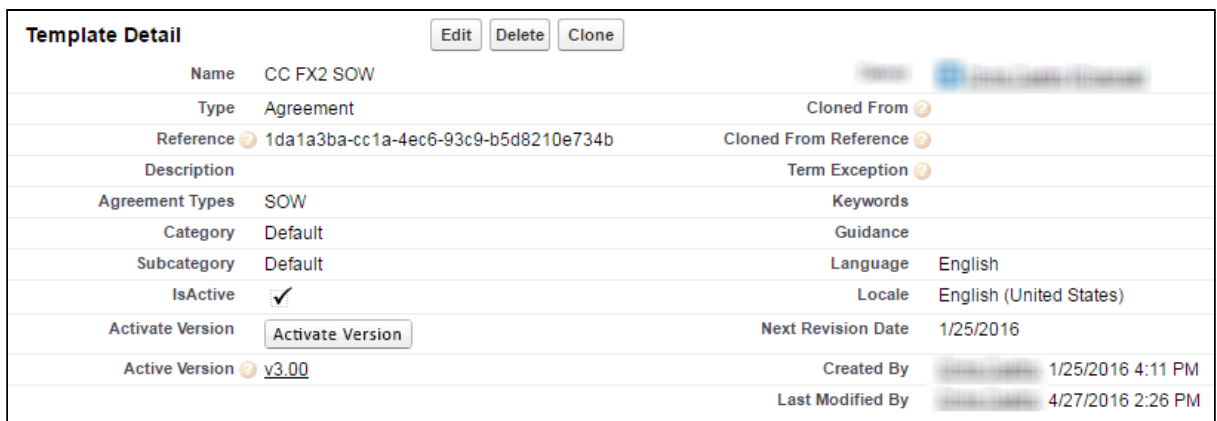 Template Detail Edit Delete Clone
Name CC FX2 SOW
Type Agreement Cloned From ?
Reference ? 1da1a3ba-cc1a-4ec6-93c9-b5d8210e734b Cloned From Reference ?
Description Term Exception ?
Agreement Types SOW Keywords
Category Default Guidance
Subcategory Default Language English
IsActive ✓ Locale English (United States)
Activate Version Activate Version Next Revision Date 1/25/2016
Active Version ? v3.00 Created By 1/25/2016 4:11 PM
Last Modified By 4/27/2016 2:26 PM